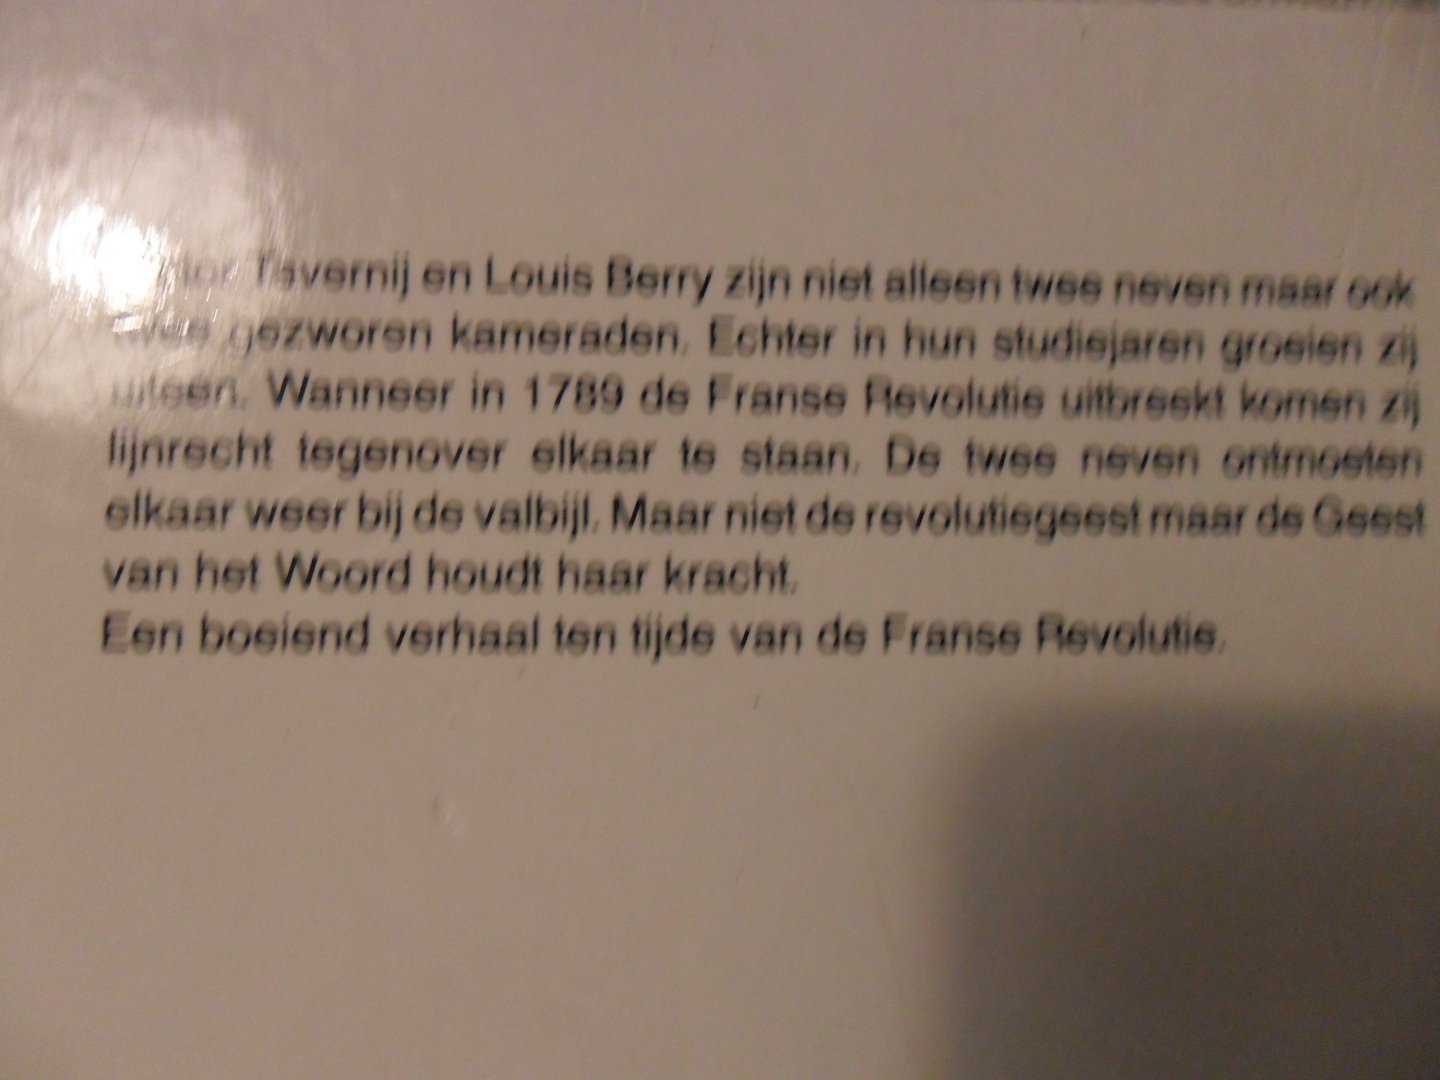 Tavernij en Louis Berry zijn niet alleen twee neven maar ook
twee gezworen kameraden. Echter in hun studiejaren groeien zij
uiteen. Wanneer in 1789 de Franse Revolutie uitbreekt komen zij
lijnrecht tegenover elkaar te staan. De twee neven ontmoeten
elkaar weer bij de valbijl. Maar niet de revolutiegeest maar de Geest
van het Woord houdt haar kracht.
Een boeiend verhaal ten tijde van de Franse Revolutie.